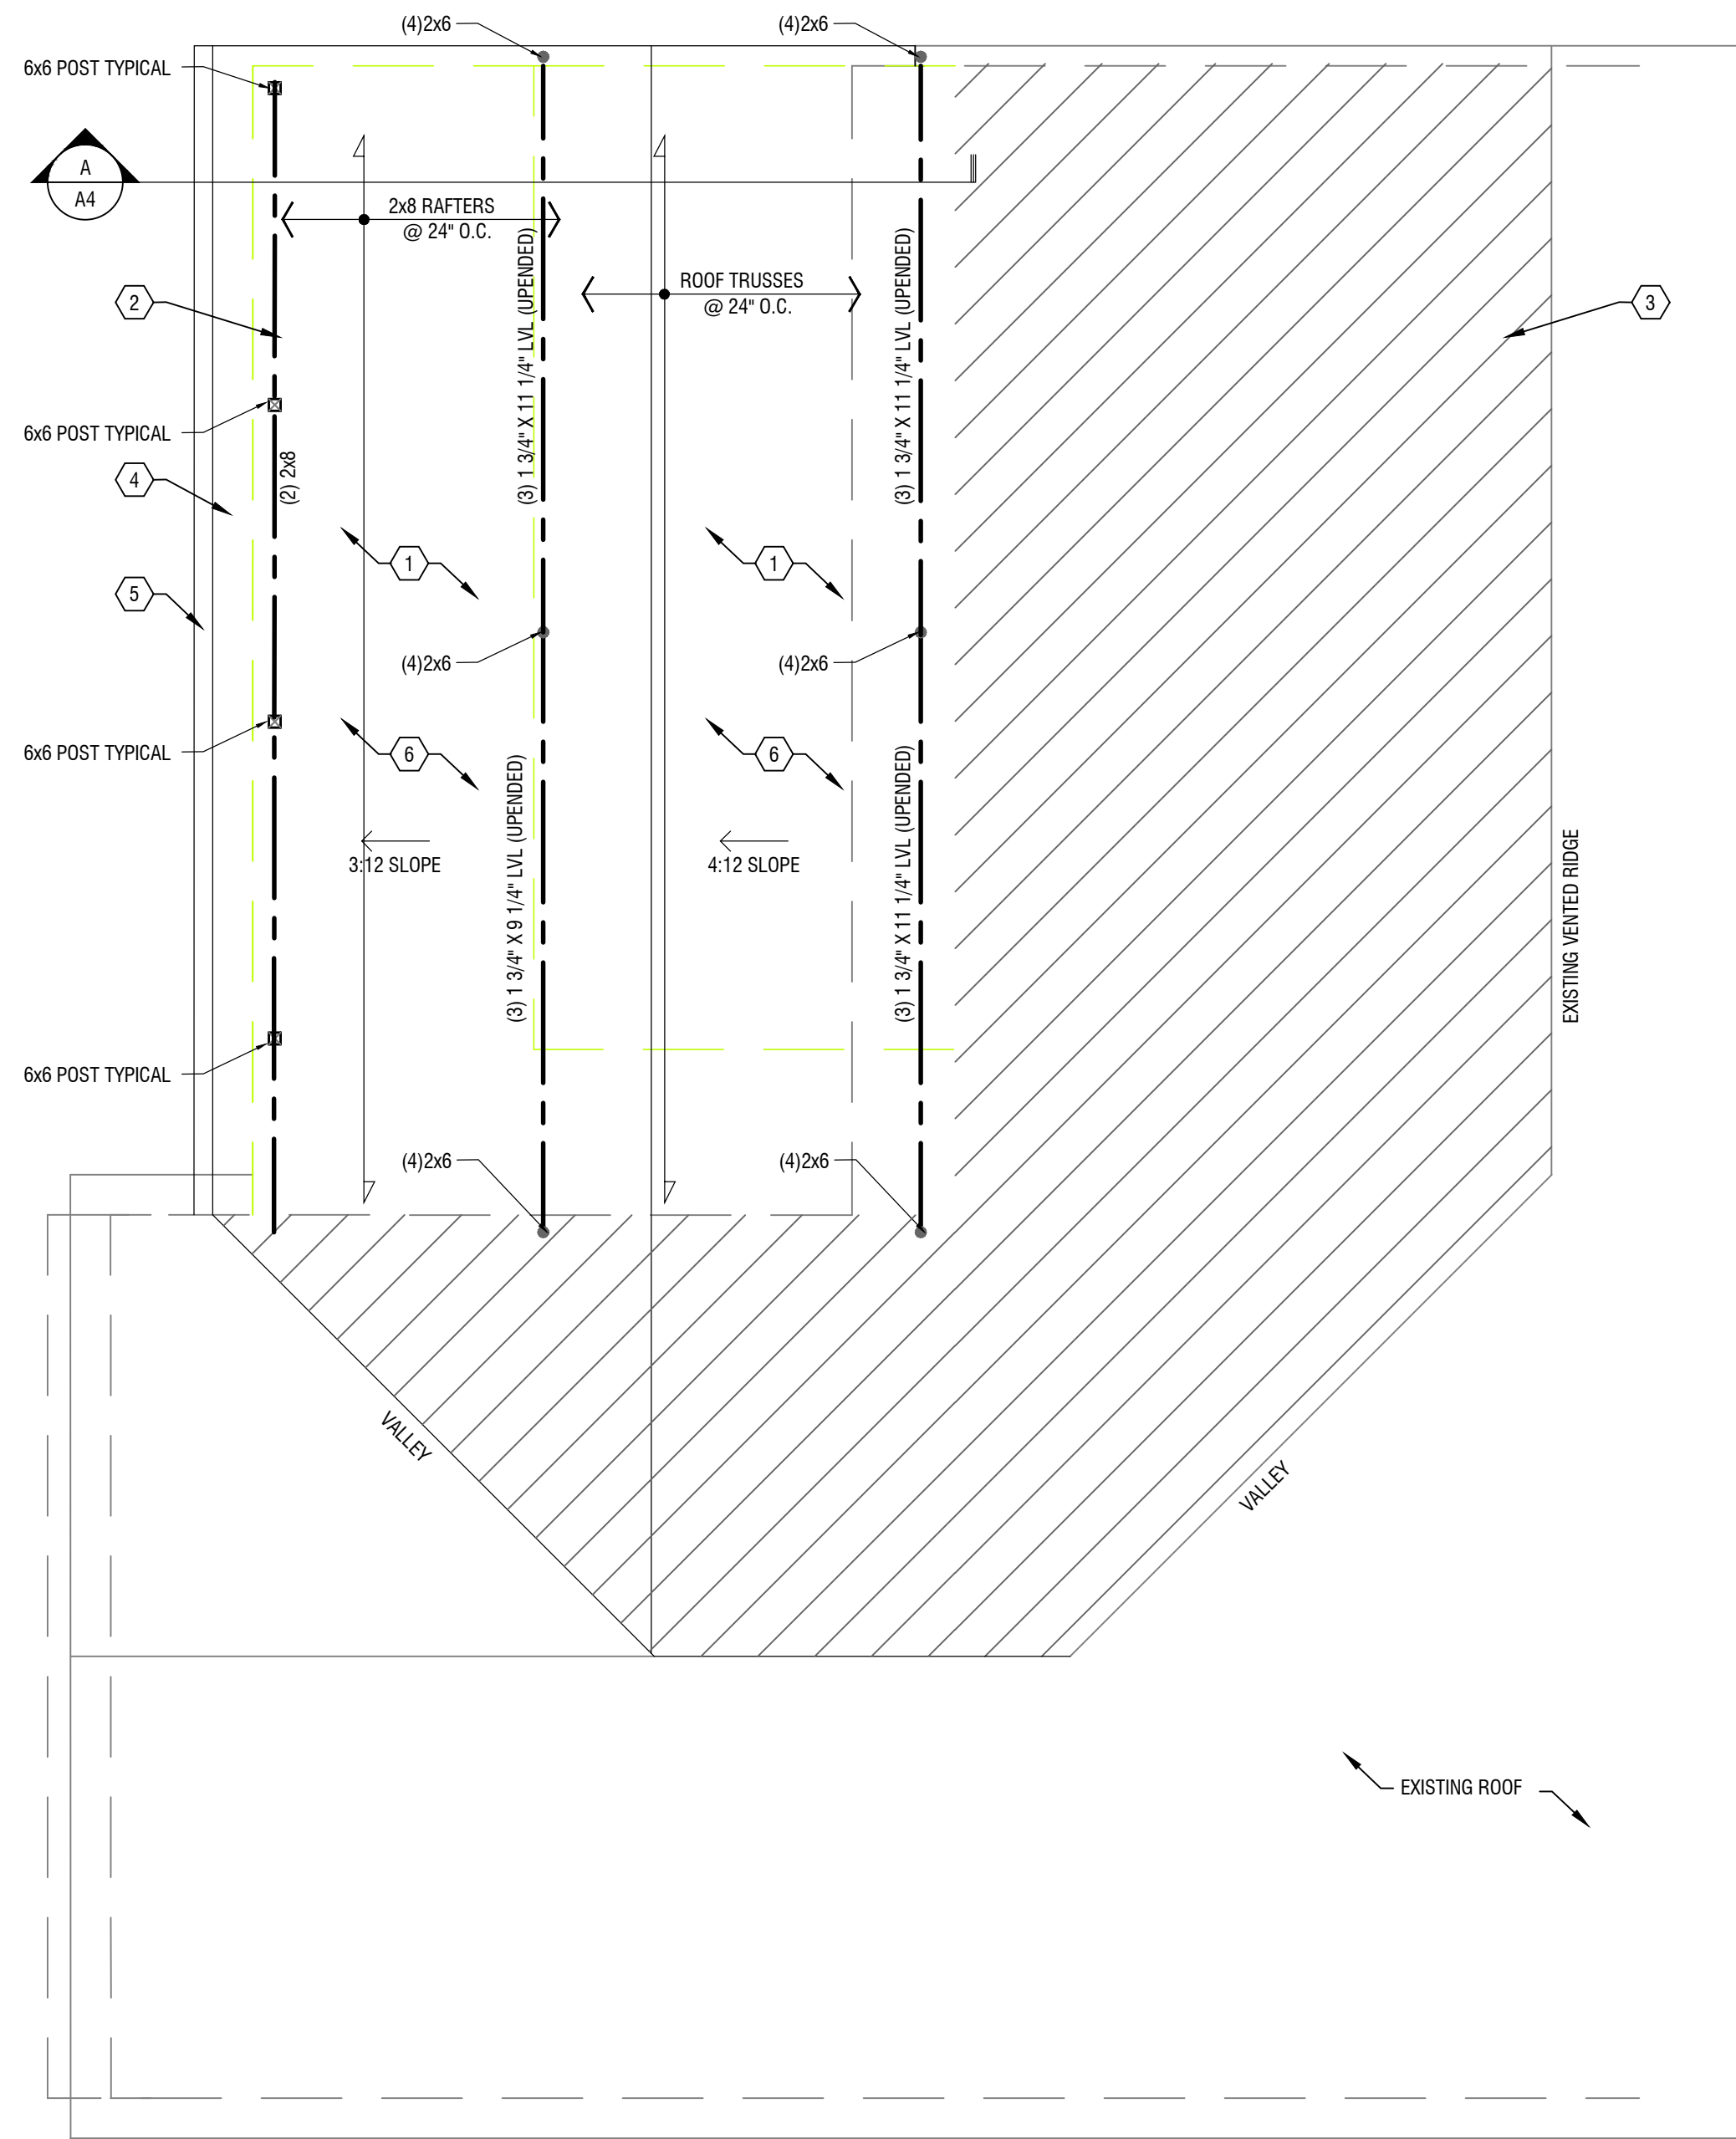 (4)2x6
(4)2x6
6x6 POST TYPICAL
A
A4
2x8 RAFTERS
@ 24" O.C.
ROOF TRUSSES
@ 24" O.C.
2
3
(3) 1 3/4" X 11 1/4" LVL (UPENDED)
(3) 1 3/4" X 11 1/4" LVL (UPENDED)
6x6 POST TYPICAL
(2) 2x8
4
1
1
5
(4)2x6
(4)2x6
6x6 POST TYPICAL
6
6
3:12 SLOPE
4:12 SLOPE
(3) 1 3/4" X 9 1/4" LVL (UPENDED)
(3) 1 3/4" X 11 1/4" LVL (UPENDED)
EXISTING VENTED RIDGE
6x6 POST TYPICAL
(4)2x6
(4)2x6
VALLEY
VALLEY
EXISTING ROOF